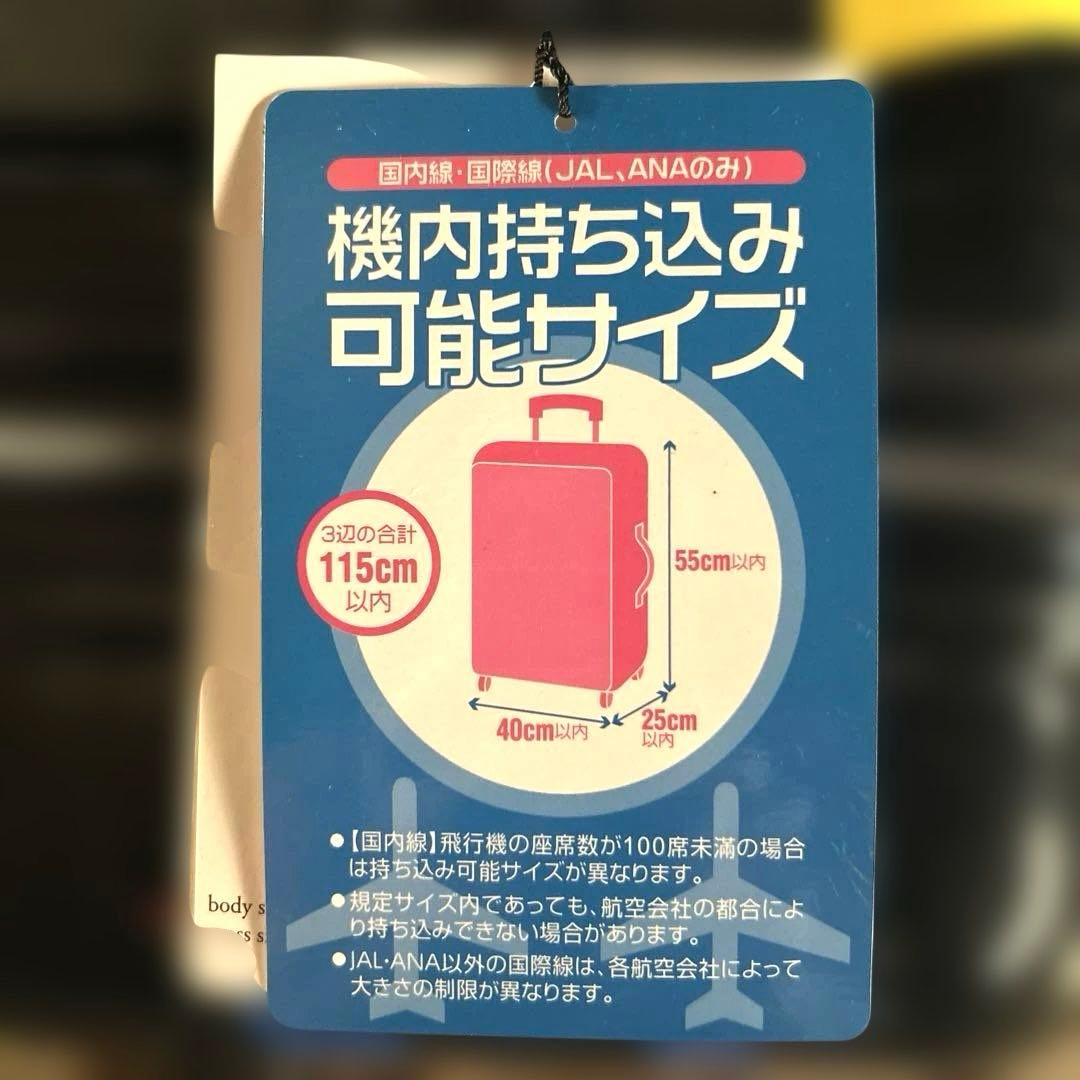 国内線・国際線(JAL、ANAのみ)
機内持ち込み
可能サイズ
3辺の合計
115cm
以内
55cm以内
40cm以内
25cm
以内
●【国内線】飛行機の座席数が100席未満の場合
は持ち込み可能サイズが異なります。
●規定サイズ内であっても、航空会社の都合によ
り持ち込みできない場合があります。
●JAL・ANA以外の国際線は、各航空会社によって
大きさの制限が異なります。
body s